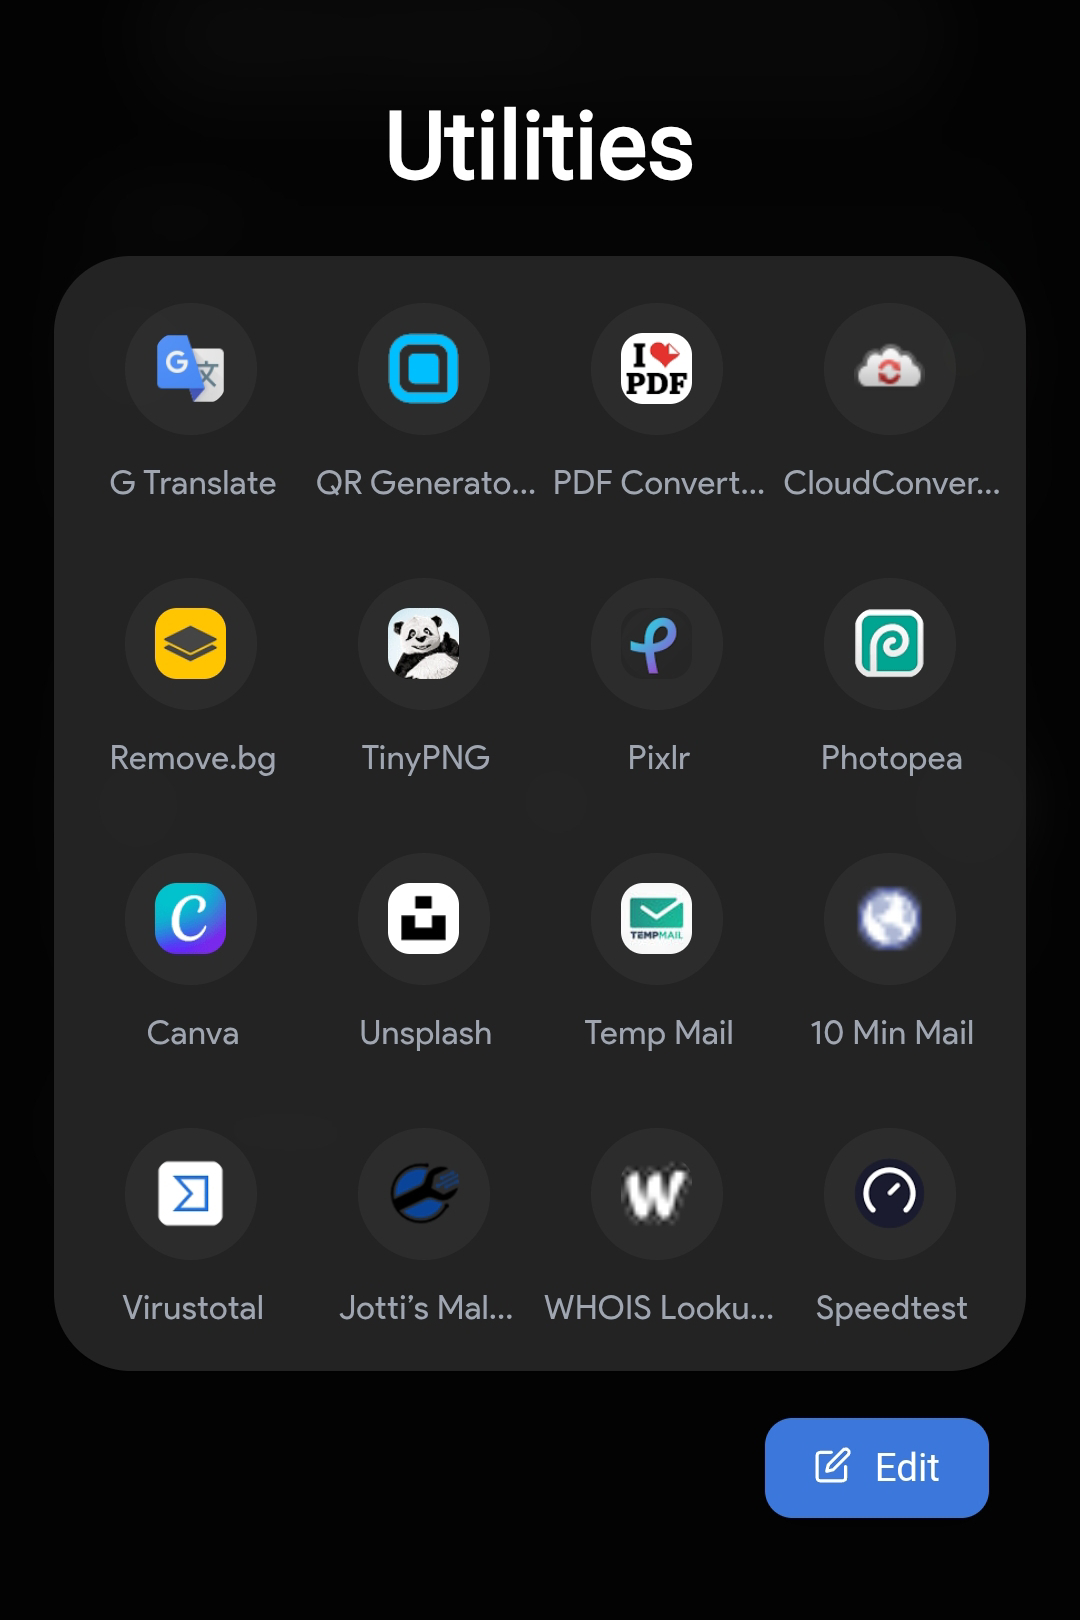 Utilities
G
文
I
PDF
G Translate QR Generato... PDF Convert... CloudConver...
Remove.bg TinyPNG Pixlr Photopea
C
TEMPMAIL
Canva Unsplash Temp Mail 10 Min Mail
W
Virustotal Jotti's Mal... WHOIS Looku... Speedtest
Edit